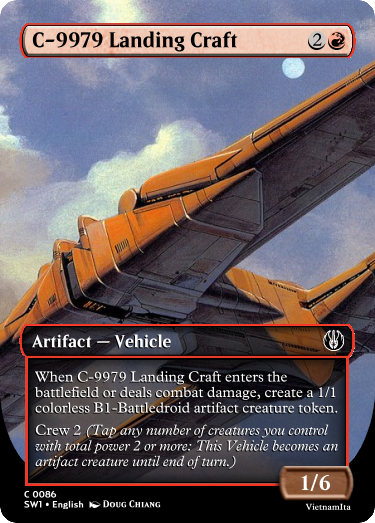 C-9979 Landing Craft 2
Artifact — Vehicle
When C-9979 Landing Craft enters the
battlefield or deals combat damage, create a 1/1
colorless B1-Battledroid artifact creature token.
Crew 2 (Tap any number of creatures you control
with total power 2 or more: This Vehicle becomes an
artifact creature until end of turn.)
1/6
C 0086
SW1 • English DOUG CHIANG
VietnamIta